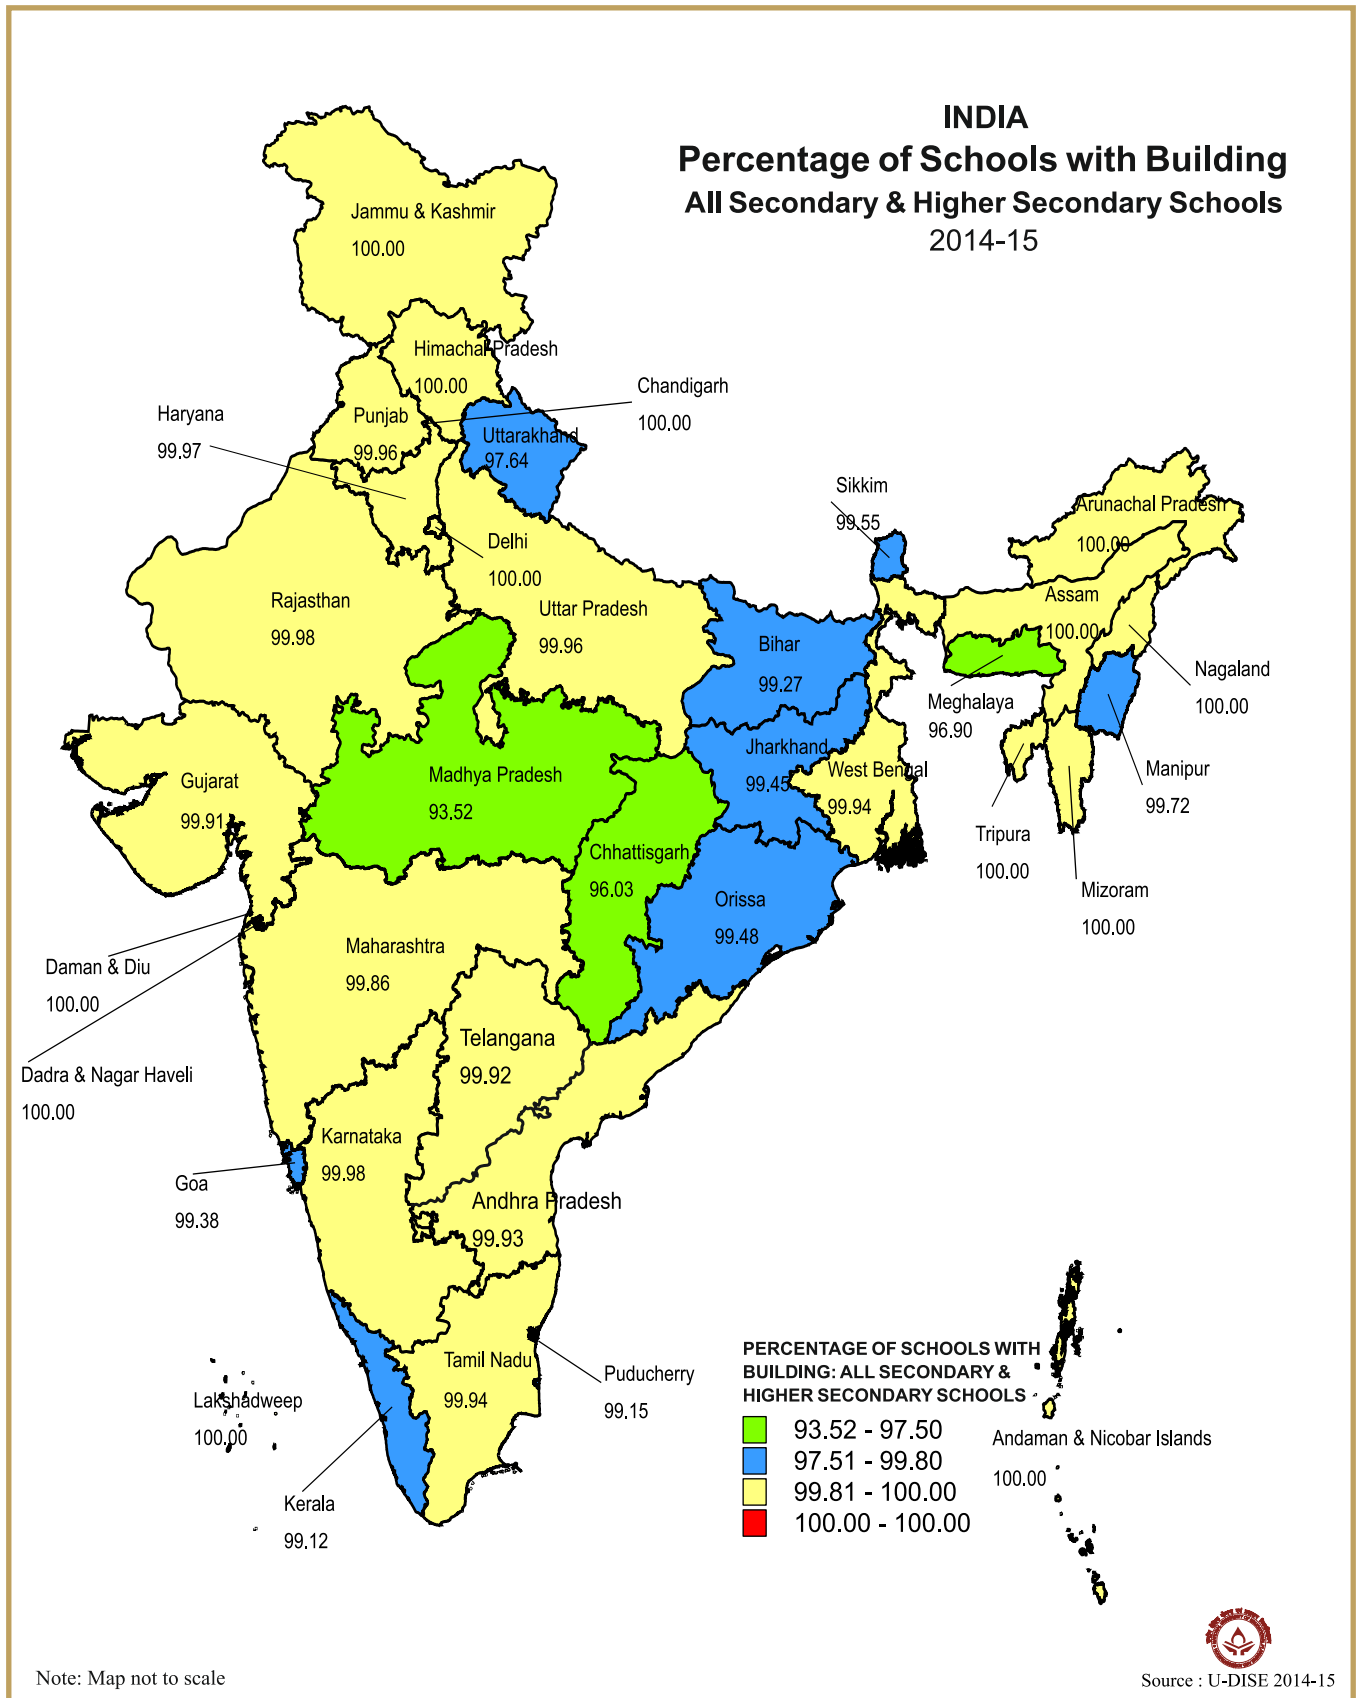 INDIA
Percentage of Schools with Building
All Secondary & Higher Secondary Schools
2014-15
Jammu & Kashmir
100.00
Himachal Pradesh
100.00
Chandigarh
100.00
Haryana
99.97
Punjab
99.96
Uttarakhand
97.64
Sikkim
99.55
Arunachal Pradesh
100.00
Delhi
100.00
Rajasthan
99.98
Uttar Pradesh
99.96
Assam
100.00
Bihar
99.27
Nagaland
100.00
Meghalaya
96.90
Jharkhand
99.45
West Bengal
99.94
Manipur
99.72
Gujarat
99.91
Madhya Pradesh
93.52
Tripura
100.00
Chhattisgarh
96.03
Mizoram
100.00
Orissa
99.48
Maharashtra
99.86
Daman & Diu
100.00
Telangana
99.92
Dadra & Nagar Haveli
100.00
Karnataka
99.98
Goa
99.38
Andhra Pradesh
99.93
Tamil Nadu
99.94
Puducherry
99.15
Lakshadweep
100.00
Kerala
99.12
PERCENTAGE OF SCHOOLS WITH
BUILDING: ALL SECONDARY &
HIGHER SECONDARY SCHOOLS
93.52 - 97.50
97.51 - 99.80
99.81 - 100.00
100.00 - 100.00
Andaman & Nicobar Islands
100.00
Note: Map not to scale
Source : U-DISE 2014-15